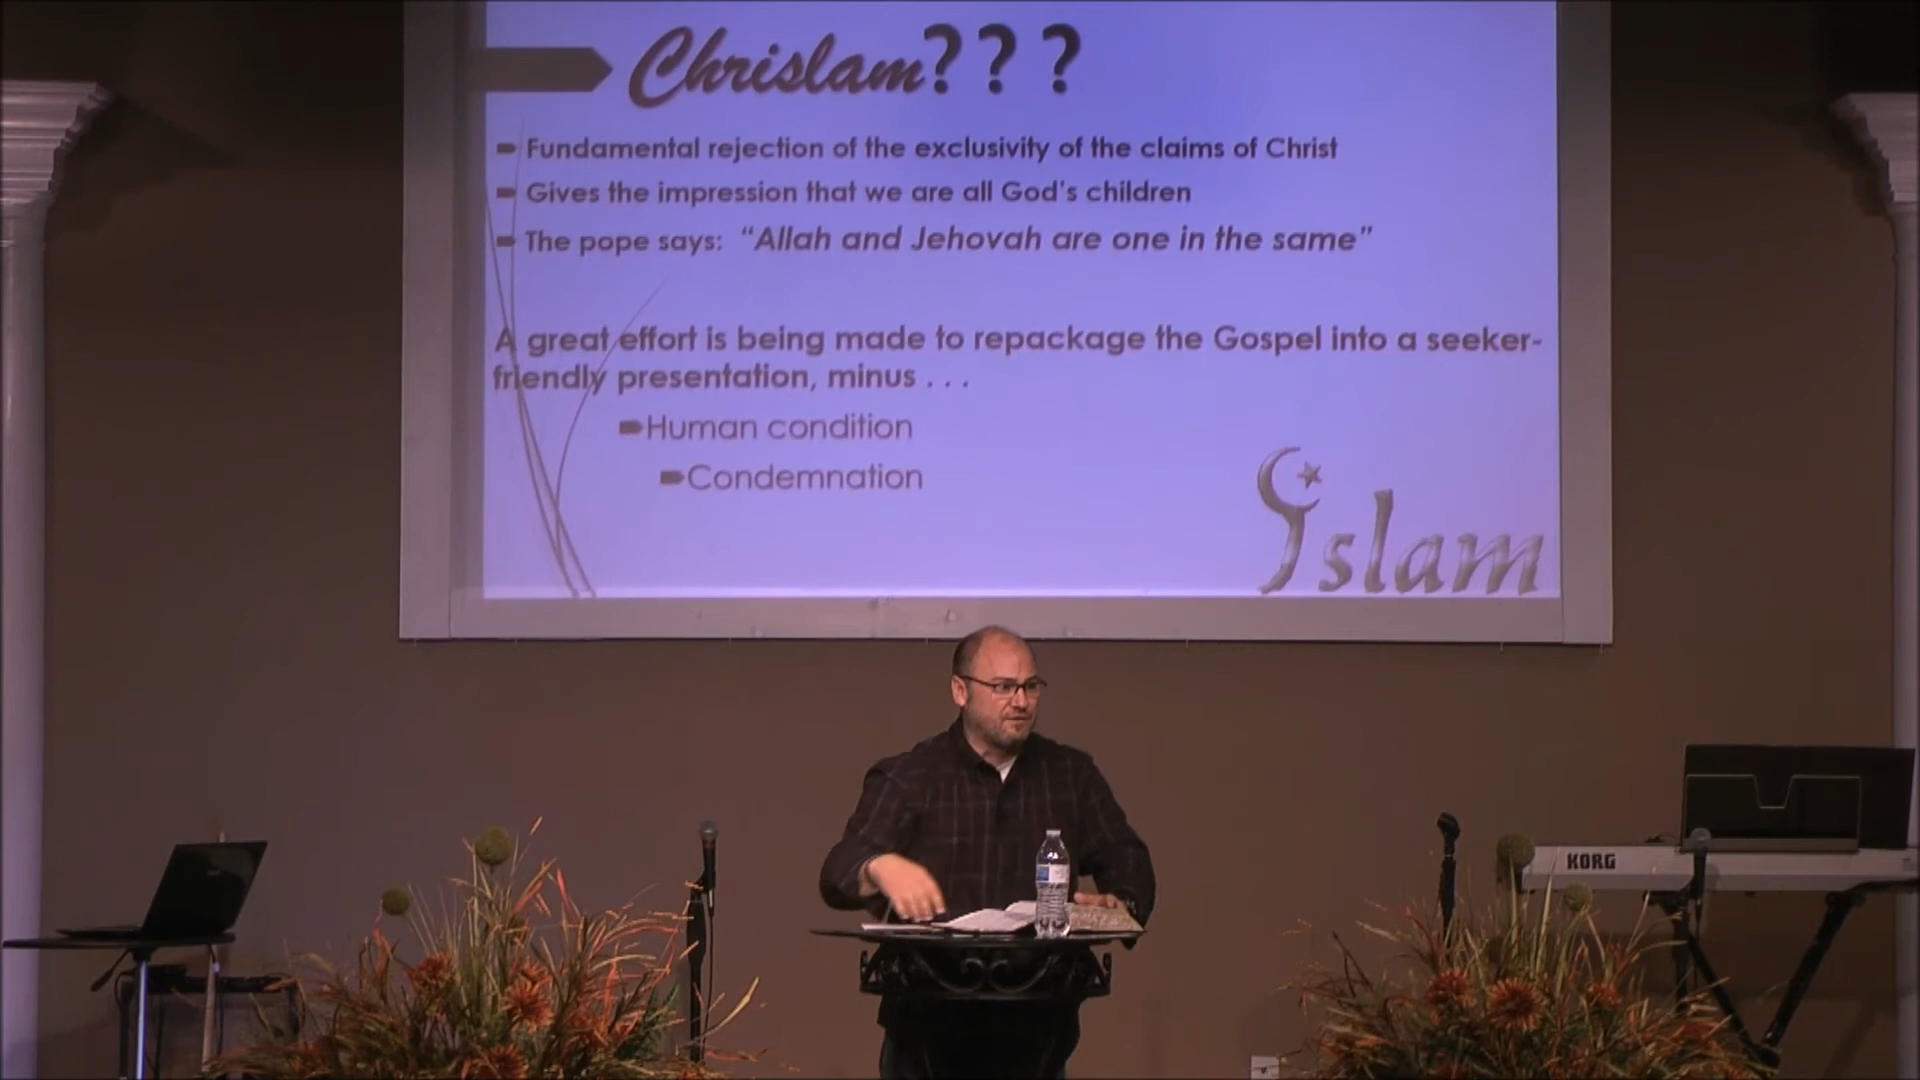 Chrislam???
Fundamental rejection of the exclusivity of the claims of Christ
Gives the impression that we are all God's children
The pope says: "Allah and Jehovah are one in the same"
A great effort is being made to repackage the Gospel into a seeker-
friendly presentation, minus . . .
Human condition
Condemnation
Islam
KORG